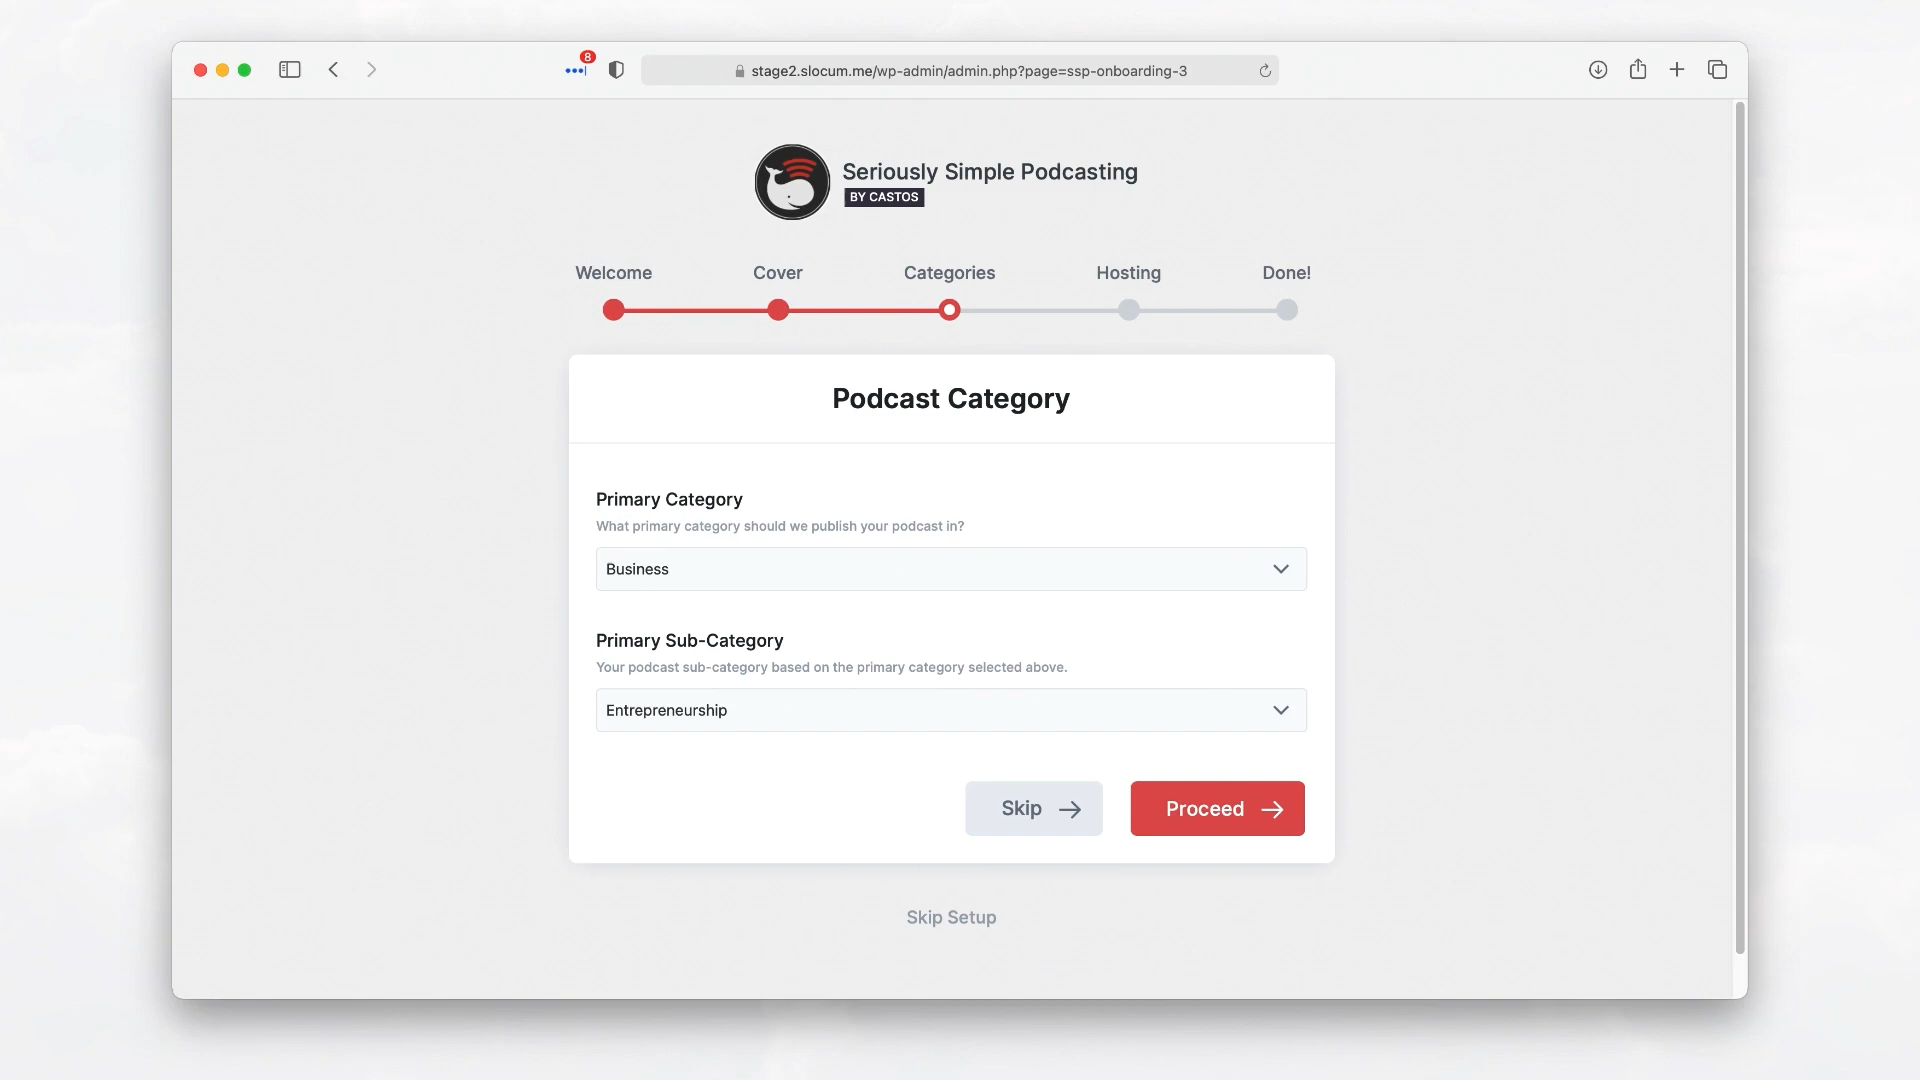 8
stage2.slocum.me/wp-admin/admin.php?page=ssp-onboarding-3
Seriously Simple Podcasting
BY CASTOS
Welcome Cover Categories Hosting Done!
Podcast Category
Primary Category
What primary category should we publish your podcast in?
Business
Primary Sub-Category
Your podcast sub-category based on the primary category selected above.
Entrepreneurship
Skip Proceed
Skip Setup